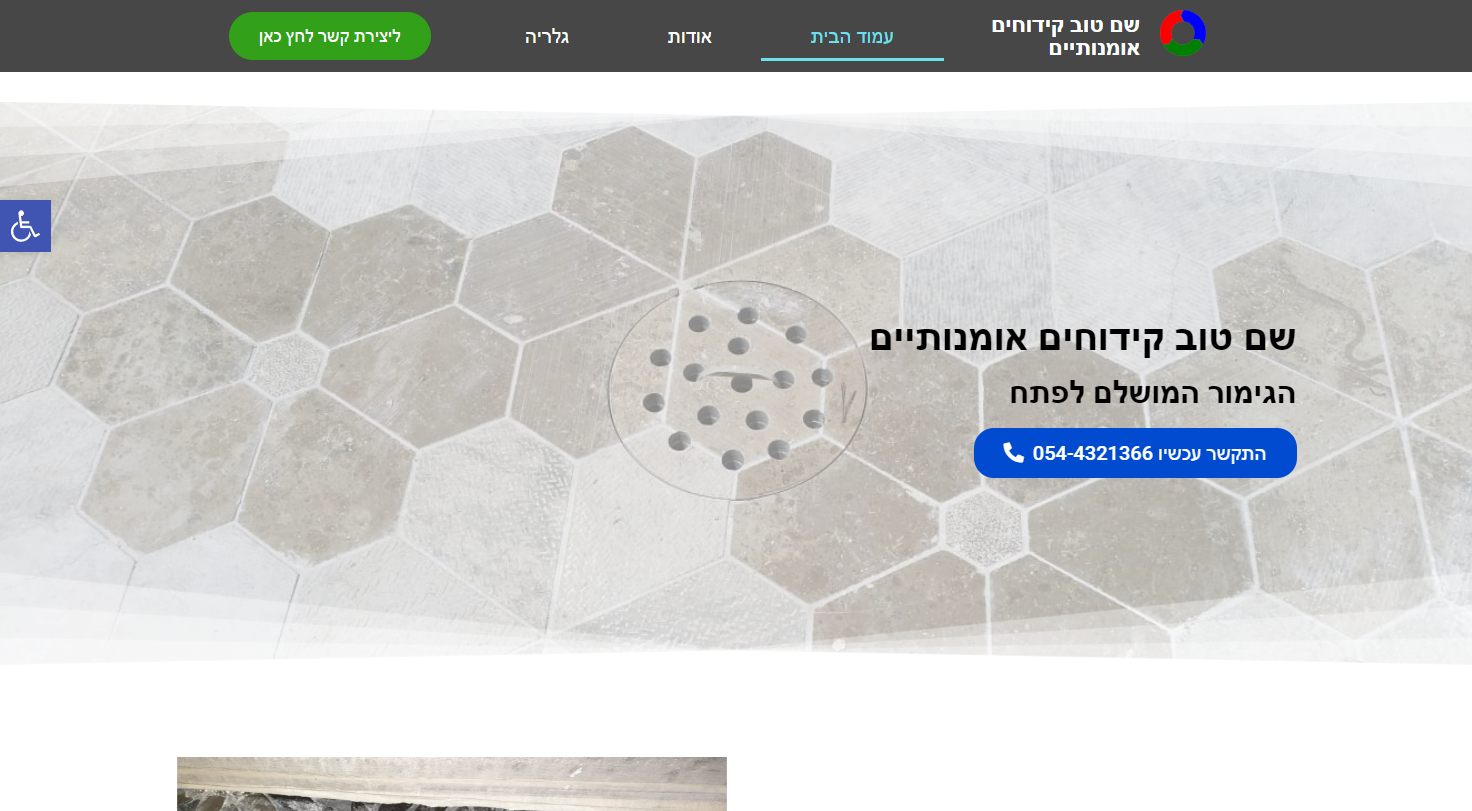 שם טוב קידוחים
אומנותיים
עמוד הבית
אודות
גלריה
ליצירת קשר לחץ כאן
שם טוב קידוחים אומנותיים
הגימור המושלם לפתח
התקשר עכשיו 054-4321366